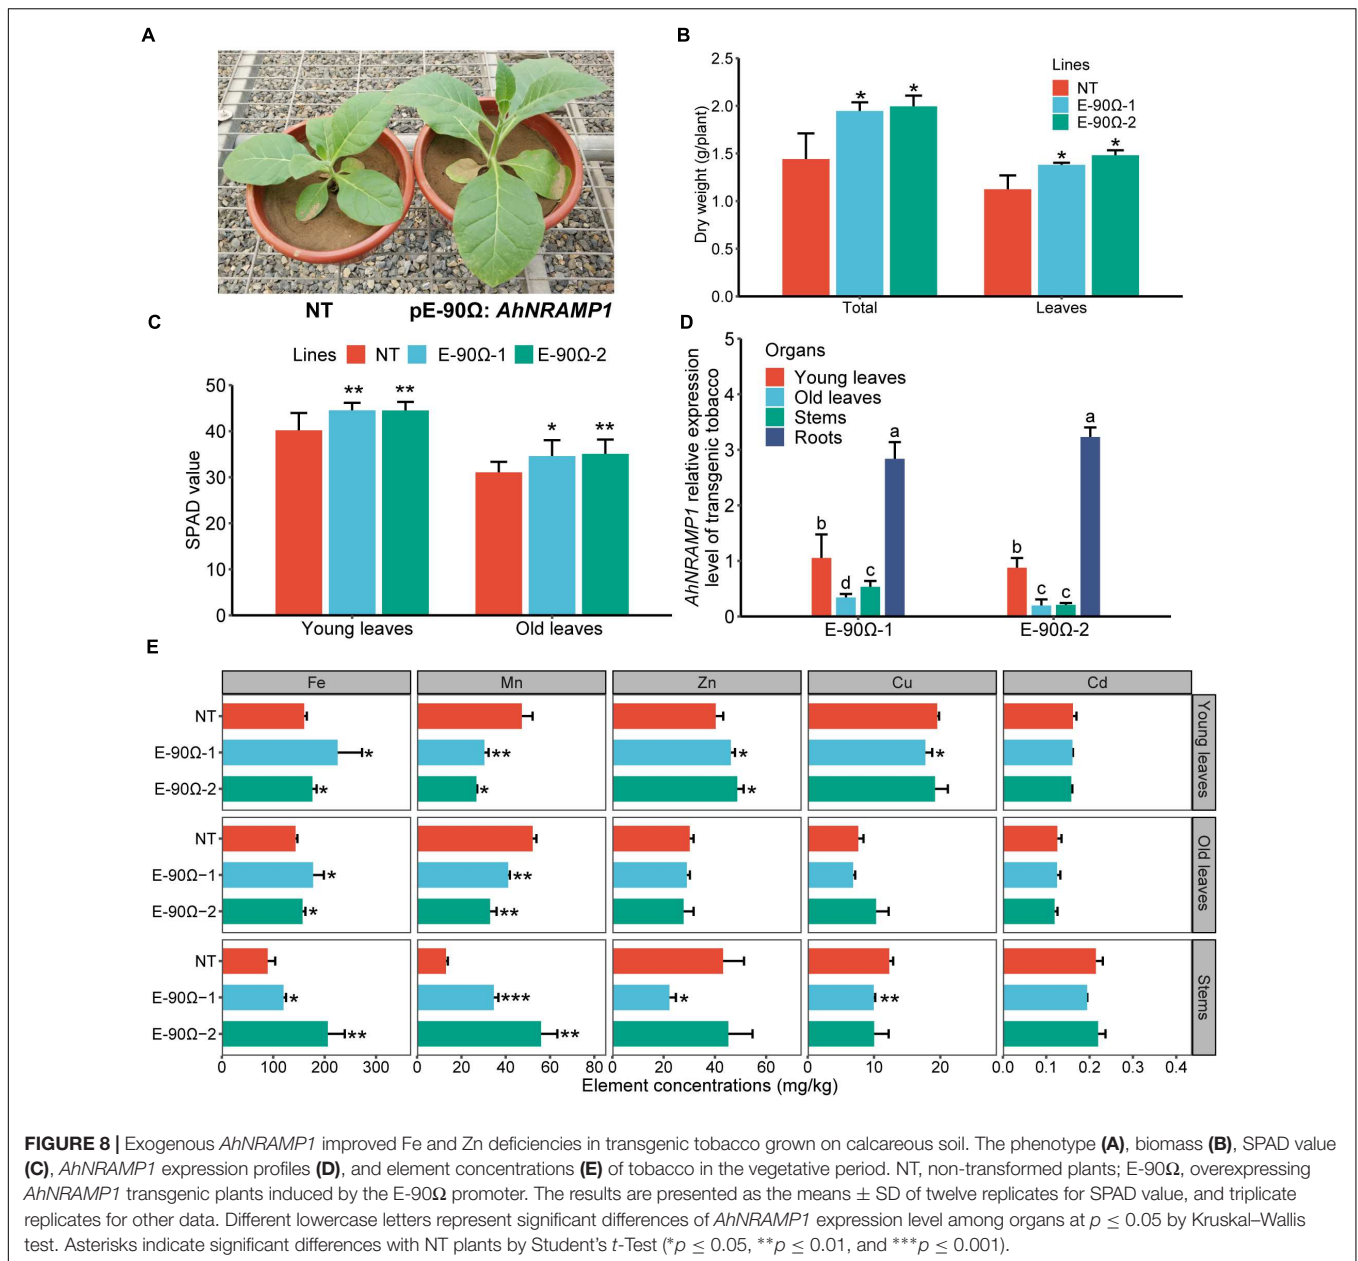 A
NT
pE-90Ω: AhNRAMP1
B
Dry weight (g/plant)
2.5
2.0
1.5
1.0
0.5
0.0
Lines
NT
E-90Ω-1
E-90Ω-2
* * * *
Total
Leaves
C
Lines NT E-90Ω-1 E-90Ω-2
SPAD value
50
40
30
20
10
0
** ** * **
Young leaves
Old leaves
D
AhNRAMP1 relative expression
level of transgenic tobacco
5
4
3
2
1
0
Organs
Young leaves
Old leaves
Stems
Roots
b d c a
b c c a
E-90Ω-1
E-90Ω-2
E
Fe Mn Zn Cu Cd
Young leaves
NT
E-90Ω-1 * ** * *
E-90Ω-2 * * *
Old leaves
NT
E-90Ω−1 * **
E-90Ω−2 * **
Stems
NT
E-90Ω−1 * *** * **
E-90Ω−2 ** **
0 100 200 300
0 20 40 60 80
0 20 40 60
0 10 20
0.0 0.1 0.2 0.3 0.4
Element concentrations (mg/kg)
FIGURE 8 | Exogenous AhNRAMP1 improved Fe and Zn deficiencies in transgenic tobacco grown on calcareous soil. The phenotype (A), biomass (B), SPAD value
(C), AhNRAMP1 expression profiles (D), and element concentrations (E) of tobacco in the vegetative period. NT, non-transformed plants; E-90Ω, overexpressing
AhNRAMP1 transgenic plants induced by the E-90Ω promoter. The results are presented as the means ± SD of twelve replicates for SPAD value, and triplicate
replicates for other data. Different lowercase letters represent significant differences of AhNRAMP1 expression level among organs at p ≤ 0.05 by Kruskal–Wallis
test. Asterisks indicate significant differences with NT plants by Student's t-Test (*p ≤ 0.05, **p ≤ 0.01, and ***p ≤ 0.001).